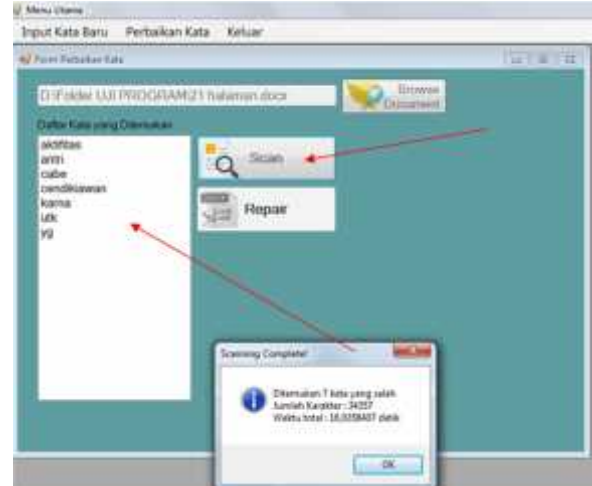 Menu Utama
Input Kata Baru Perbaikan Kata Keluar
Form Perbaikan Kata
D:\Folder UJI PROGRAM\21 halaman.docx
Browse
Document
Daftar Kata yang Ditemukan
aktifitas
antri
cabe
cendikiawan
karna
utk
yg
Scan
Repair
Scanning Complete!
Ditemukan 7 kata yang salah
Jumlah Karakter : 34357
Waktu total : detik
OK